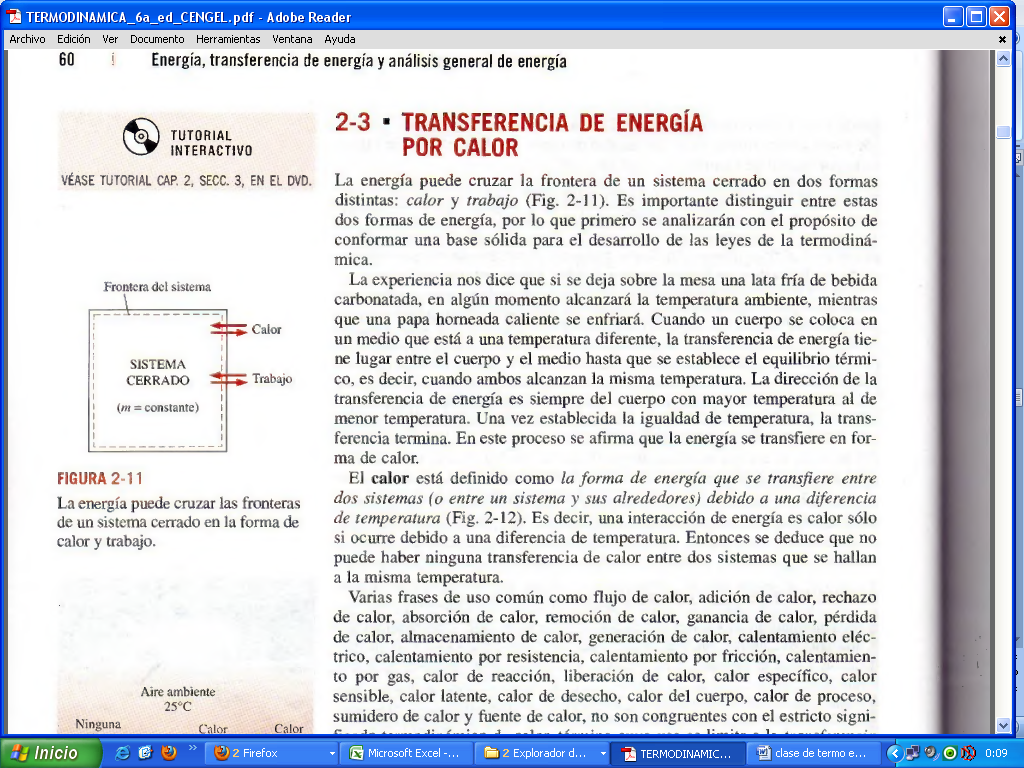 TERMODINAMICA_6a_ed_CENGEL.pdf - Adobe Reader
Archivo Edición Ver Documento Herramientas Ventana Ayuda
60 Energía, transferencia de energía y análisis general de energía
TUTORIAL
INTERACTIVO
VÉASE TUTORIAL CAP. 2, SECC. 3, EN EL DVD.
Frontera del sistema
Calor
SISTEMA
CERRADO
Trabajo
(m = constante)
FIGURA 2-11
La energía puede cruzar las fronteras
de un sistema cerrado en la forma de
calor y trabajo.
Aire ambiente
25°C
Ninguna
Calor
Calor
2-3 ▪ TRANSFERENCIA DE ENERGÍA
POR CALOR
La energía puede cruzar la frontera de un sistema cerrado en dos formas
distintas: calor y trabajo (Fig. 2-11). Es importante distinguir entre estas
dos formas de energía, por lo que primero se analizarán con el propósito de
conformar una base sólida para el desarrollo de las leyes de la termodiná-
mica.
La experiencia nos dice que si se deja sobre la mesa una lata fría de bebida
carbonatada, en algún momento alcanzará la temperatura ambiente, mientras
que una papa horneada caliente se enfriará. Cuando un cuerpo se coloca en
un medio que está a una temperatura diferente, la transferencia de energía tie-
ne lugar entre el cuerpo y el medio hasta que se establece el equilibrio térmi-
co, es decir, cuando ambos alcanzan la misma temperatura. La dirección de la
transferencia de energía es siempre del cuerpo con mayor temperatura al de
menor temperatura. Una vez establecida la igualdad de temperatura, la trans-
ferencia termina. En este proceso se afirma que la energía se transfiere en for-
ma de calor.
El calor está definido como la forma de energía que se transfiere entre
dos sistemas (o entre un sistema y sus alrededores) debido a una diferencia
de temperatura (Fig. 2-12). Es decir, una interacción de energía es calor sólo
si ocurre debido a una diferencia de temperatura. Entonces se deduce que no
puede haber ninguna transferencia de calor entre dos sistemas que se hallan
a la misma temperatura.
Varias frases de uso común como flujo de calor, adición de calor, rechazo
de calor, absorción de calor, remoción de calor, ganancia de calor, pérdida
de calor, almacenamiento de calor, generación de calor, calentamiento eléc-
trico, calentamiento por resistencia, calentamiento por fricción, calentamien-
to por gas, calor de reacción, liberación de calor, calor específico, calor
sensible, calor latente, calor de desecho, calor del cuerpo, calor de proceso,
sumidero de calor y fuente de calor, no son congruentes con el estricto signi-
Inicio
2 Firefox
Microsoft Excel -...
2 Explorador d...
TERMODINAMIC...
clase de termo e...
0:09